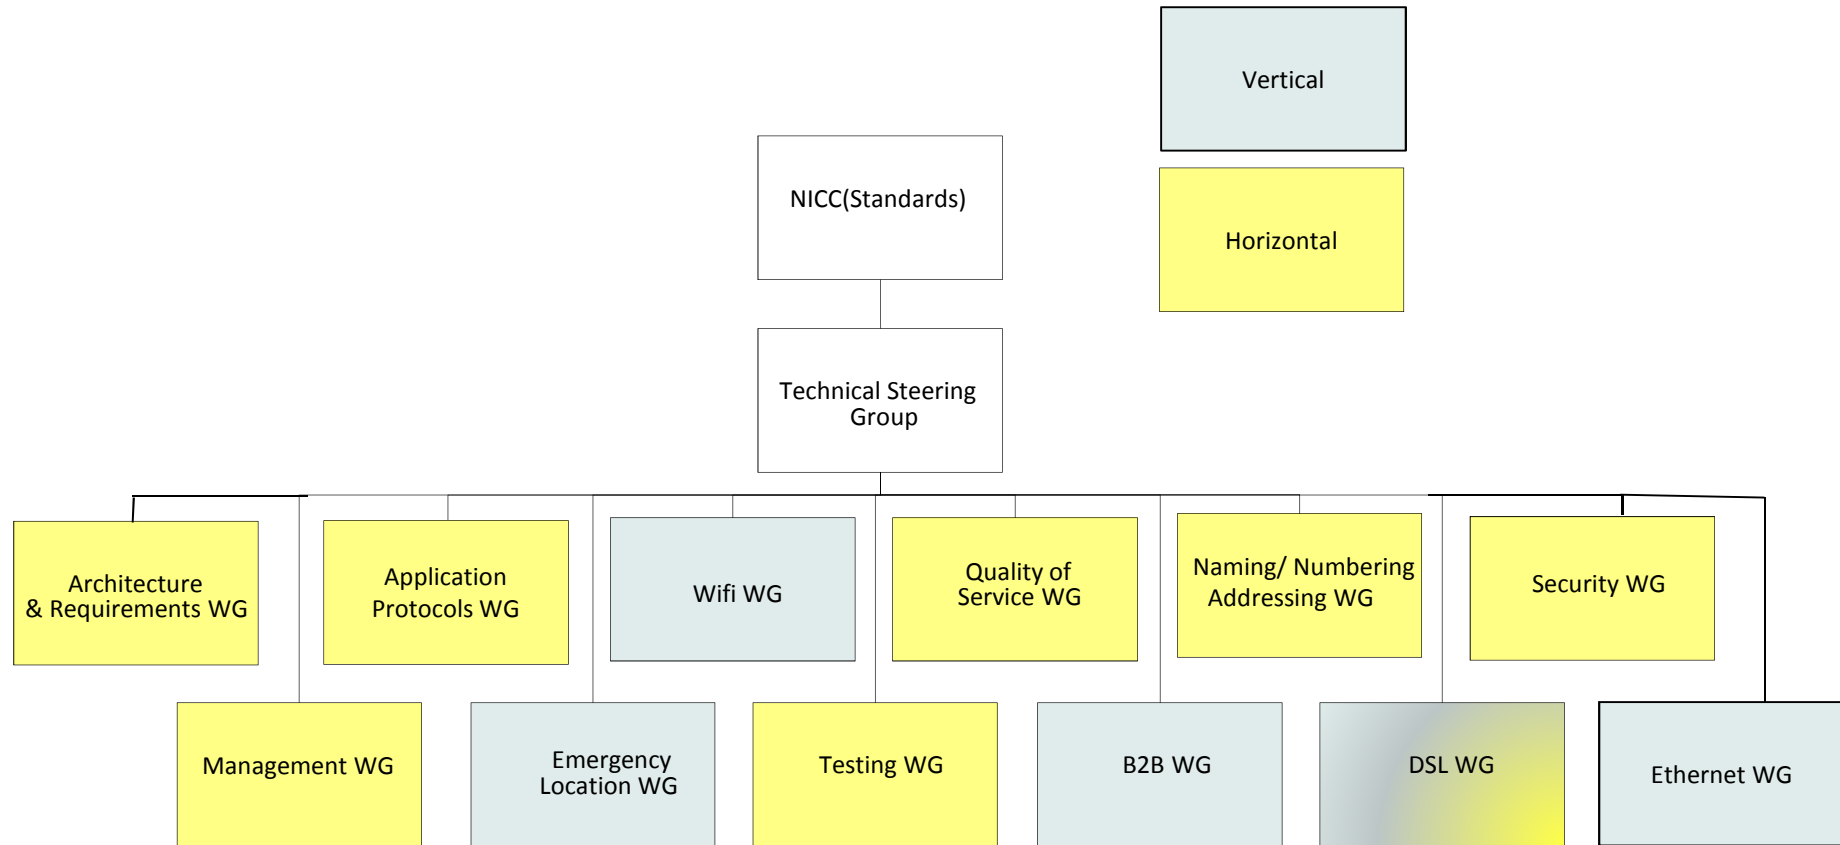 Vertical
NICC(Standards)
Horizontal
Technical Steering
Group
Architecture
& Requirements WG
Application
Protocols WG
Wifi WG
Quality of
Service WG
Naming/ Numbering
Addressing WG
Security WG
Management WG
Emergency
Location WG
Testing WG
B2B WG
DSL WG
Ethernet WG